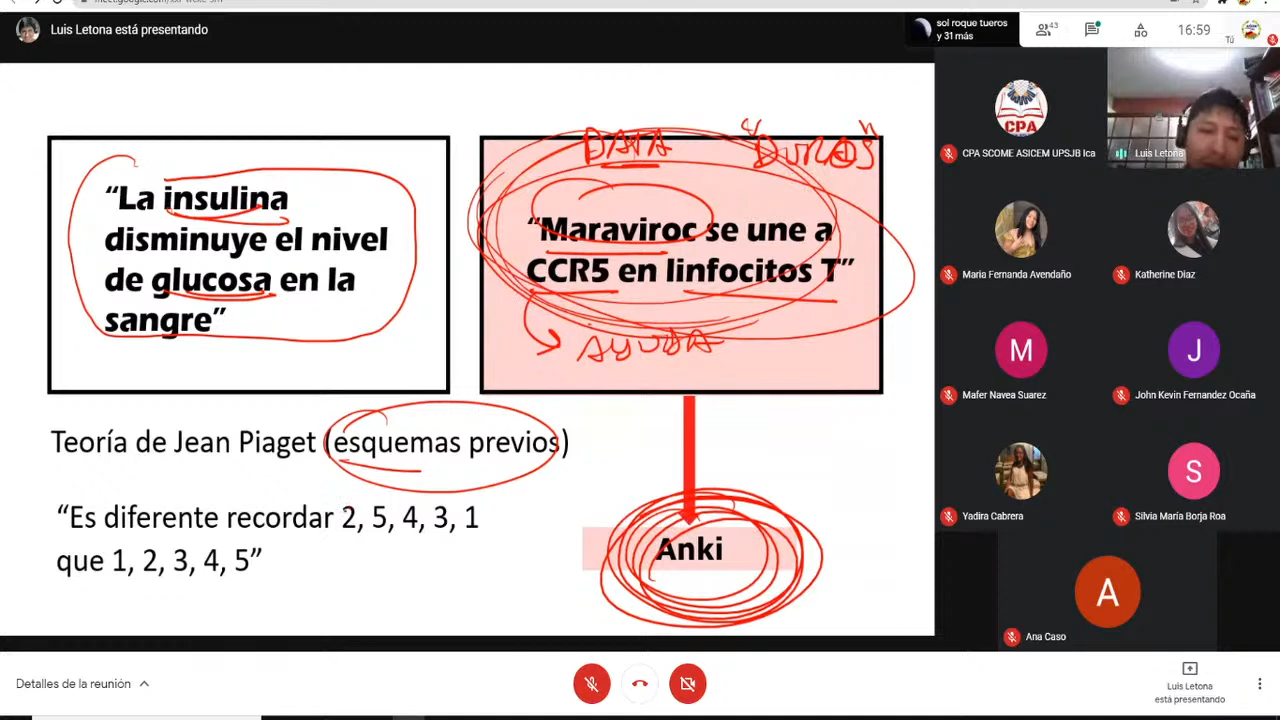 Luis Letona está presentando
sol roque tueros
y 31 más
43
16:59
Tú
DATA
"DUROS"
"La insulina
disminuye el nivel
de glucosa en la
sangre"
"Maraviroc se une a
CCR5 en linfocitos T"
AYUDA
Teoría de Jean Piaget (esquemas previos)
"Es diferente recordar 2, 5, 4, 3, 1
que 1, 2, 3, 4, 5"
Anki
CPA
CPA SCOME ASICEM UPSJB Ica
Luis Letona
Maria Fernanda Avendaño
Katherine Diaz
M
Mafer Navea Suarez
J
John Kevin Fernandez Ocaña
Yadira Cabrera
S
Silvia María Borja Roa
A
Ana Caso
Detalles de la reunión
Luis Letona
está presentando